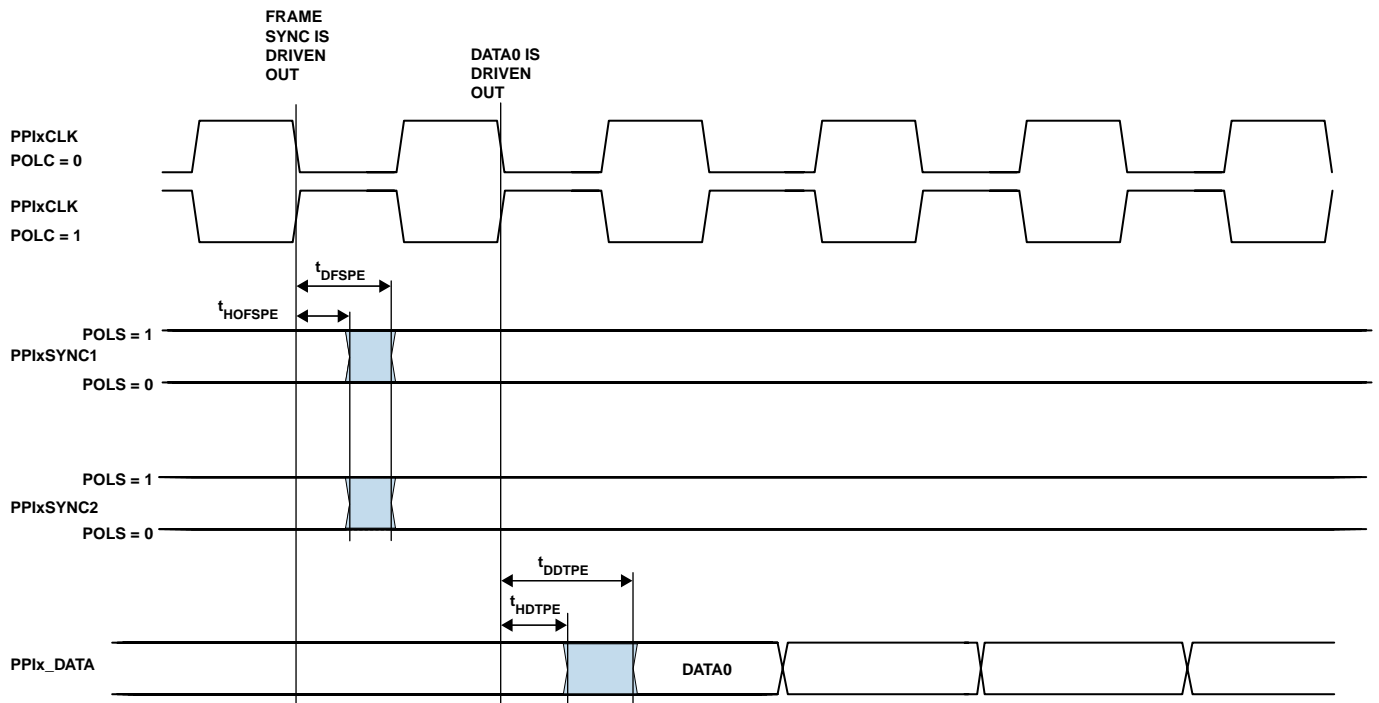 FRAME
SYNC IS
DRIVEN
OUT
DATA0 IS
DRIVEN
OUT
PPIxCLK
POLC = 0
PPIxCLK
POLC = 1
tDFSPE
tHOFSPE
POLS = 1
PPIxSYNC1
POLS = 0
POLS = 1
PPIxSYNC2
POLS = 0
tDDTPE
tHDTPE
PPIx_DATA
DATA0